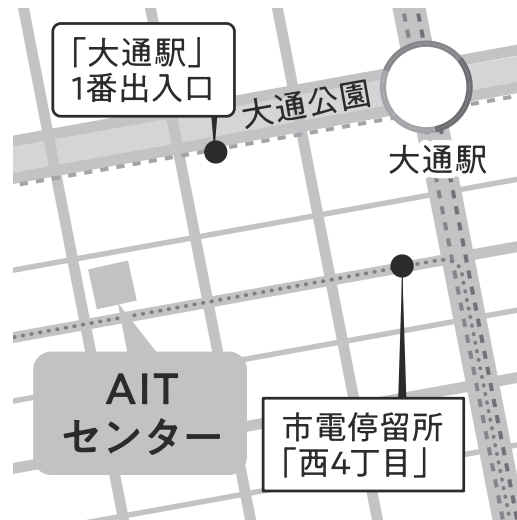 「大通駅」
1番出入口
大通公園
大通駅
AIT
センター
市電停留所
「西4丁目」